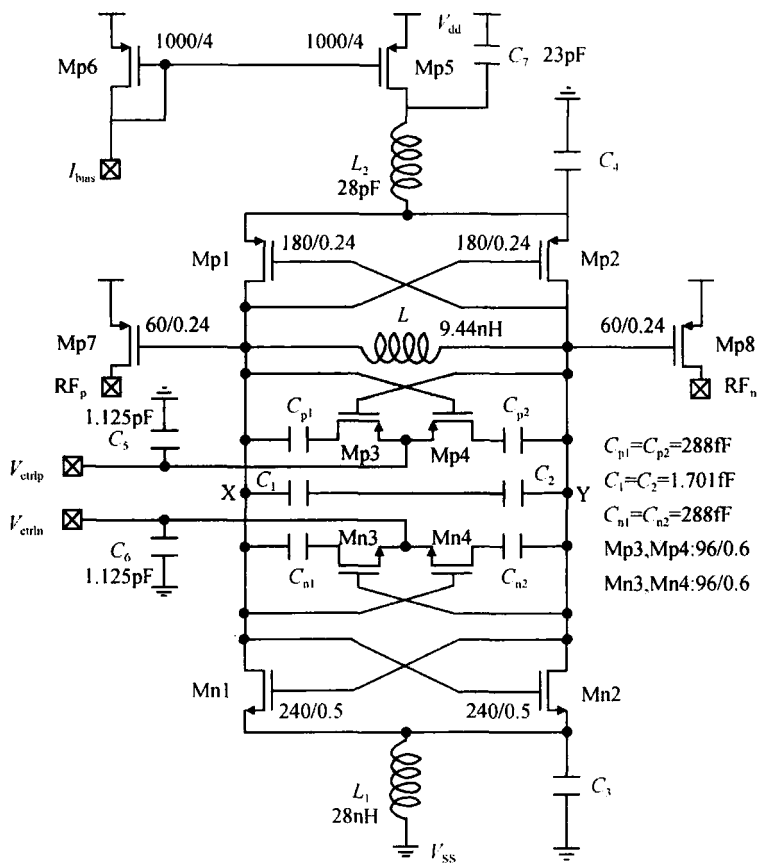 Vdd
1000/4
1000/4
Mp6
Mp5
C7
23pF
Ibias
L2
28pF
C4
180/0.24
180/0.24
Mp1
Mp2
L
9.44nH
60/0.24
60/0.24
Mp7
Mp8
RFp
RFn
1.125pF
C5
Cp1
Cp2
Mp3
Mp4
Vctrlp
C1
C2
X
Y
Vctrln
Mn3
Mn4
C6
1.125pF
Cn1
Cn2
Cp1=Cp2=288fF
C1=C2=1.701fF
Cn1=Cn2=288fF
Mp3,Mp4:96/0.6
Mn3,Mn4:96/0.6
Mn1
Mn2
240/0.5
240/0.5
L1
28nH
C3
VSS